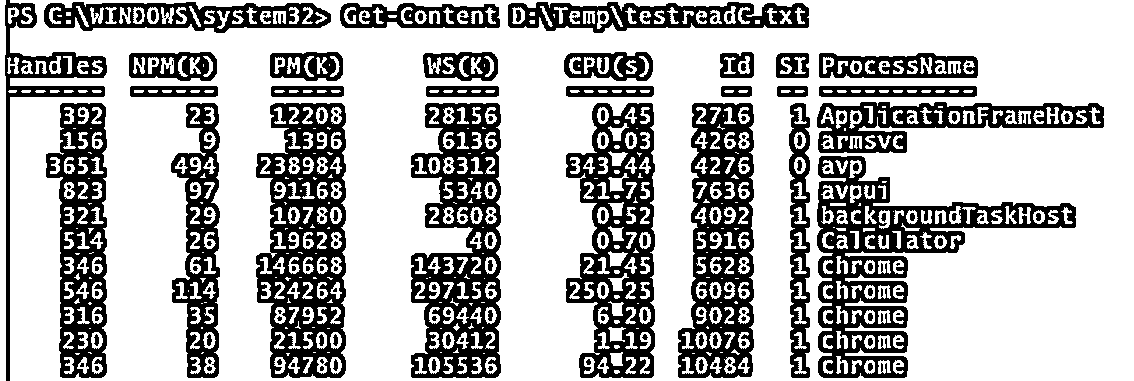 PS C:\WINDOWS\system32> Get-Content D:\Temp\testreadC.txt
Handles NPM(K) PM(K) WS(K) CPU(s) Id SI ProcessName
------- ------ ----- ----- ------ -- -- -----------
392 23 12208 28156 0.45 2716 1 ApplicationFrameHost
156 9 1396 6136 0.03 4268 0 armsvc
3651 494 238984 108312 343.44 4276 0 avp
823 97 91168 5340 21.75 7636 1 avpui
321 29 10780 28608 0.52 4092 1 backgroundTaskHost
514 26 19628 40 0.70 5916 1 Calculator
346 61 146668 143720 21.45 5628 1 chrome
546 114 324264 297156 250.25 6096 1 chrome
316 35 87952 69440 6.20 9028 1 chrome
230 20 21500 30412 1.19 10076 1 chrome
346 38 94780 105536 94.22 10484 1 chrome